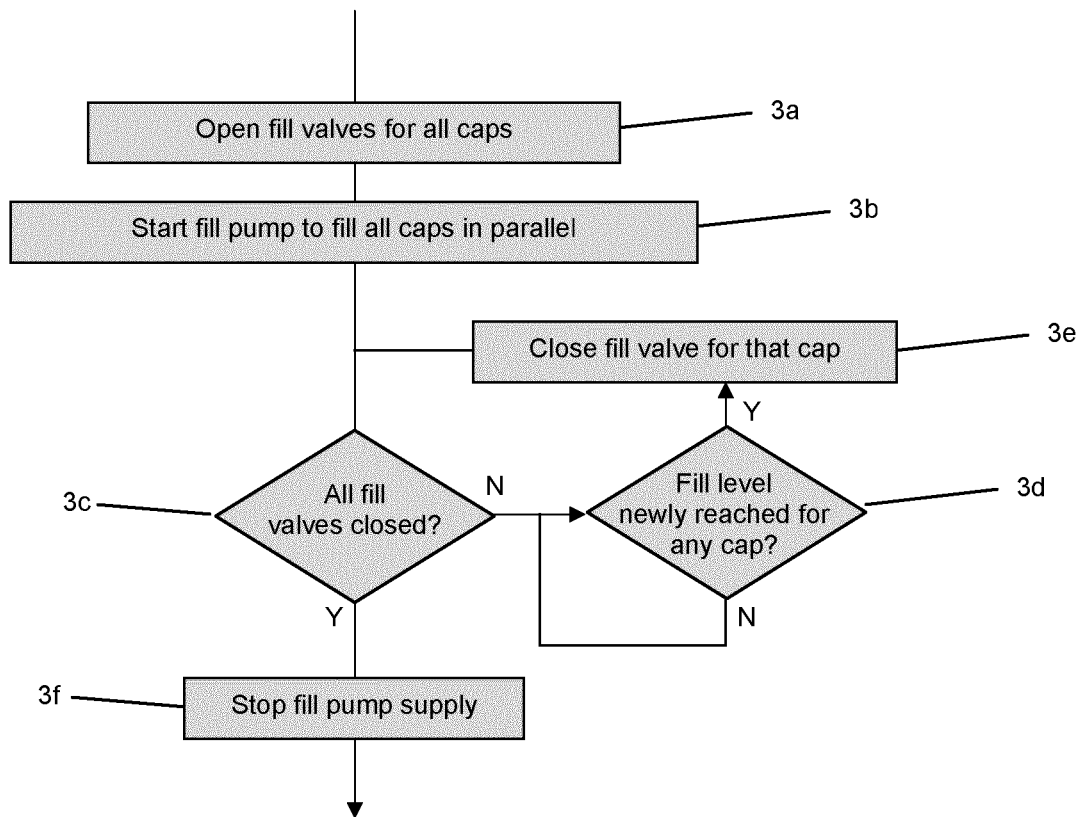 Open fill valves for all caps
3a
Start fill pump to fill all caps in parallel
3b
Close fill valve for that cap
3e
Y
3c
All fill
valves closed?
N
Fill level
newly reached for
any cap?
3d
Y
N
3f
Stop fill pump supply